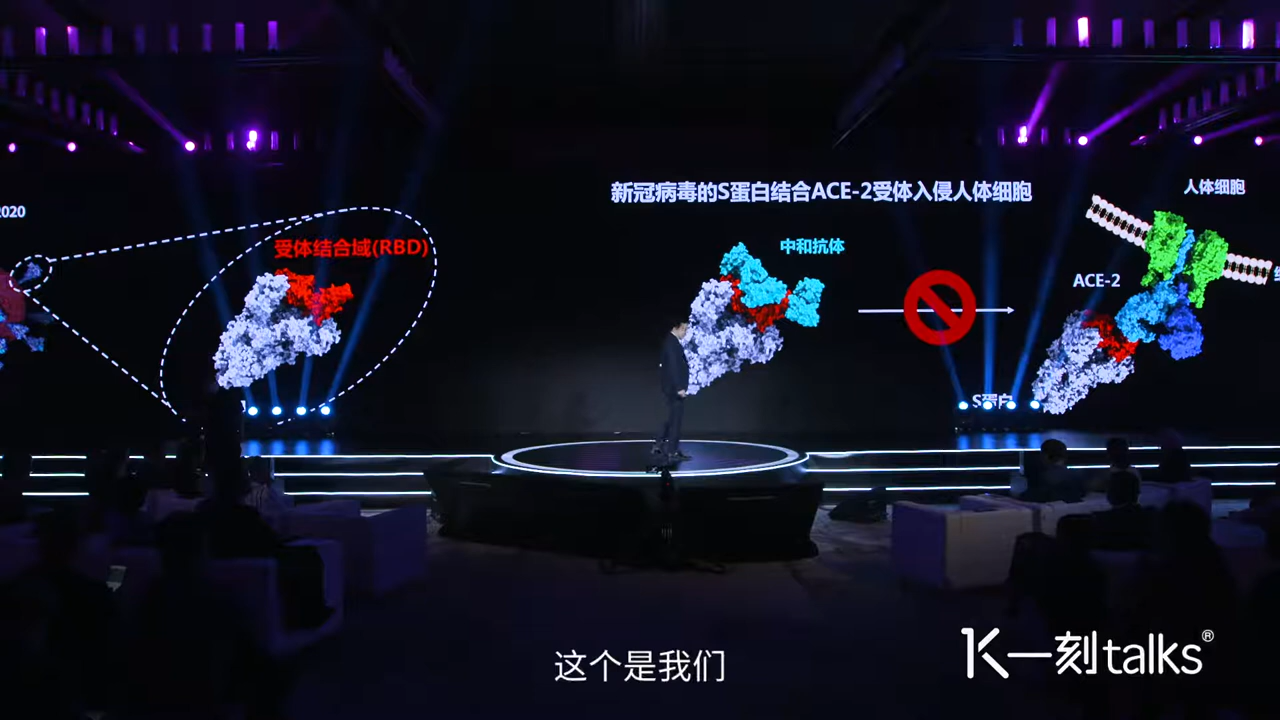 新冠病毒的S蛋白结合ACE-2受体入侵人体细胞
2020
受体结合域(RBD)
中和抗体
人体细胞
ACE-2
S蛋白
这个是我们
K一刻talks®